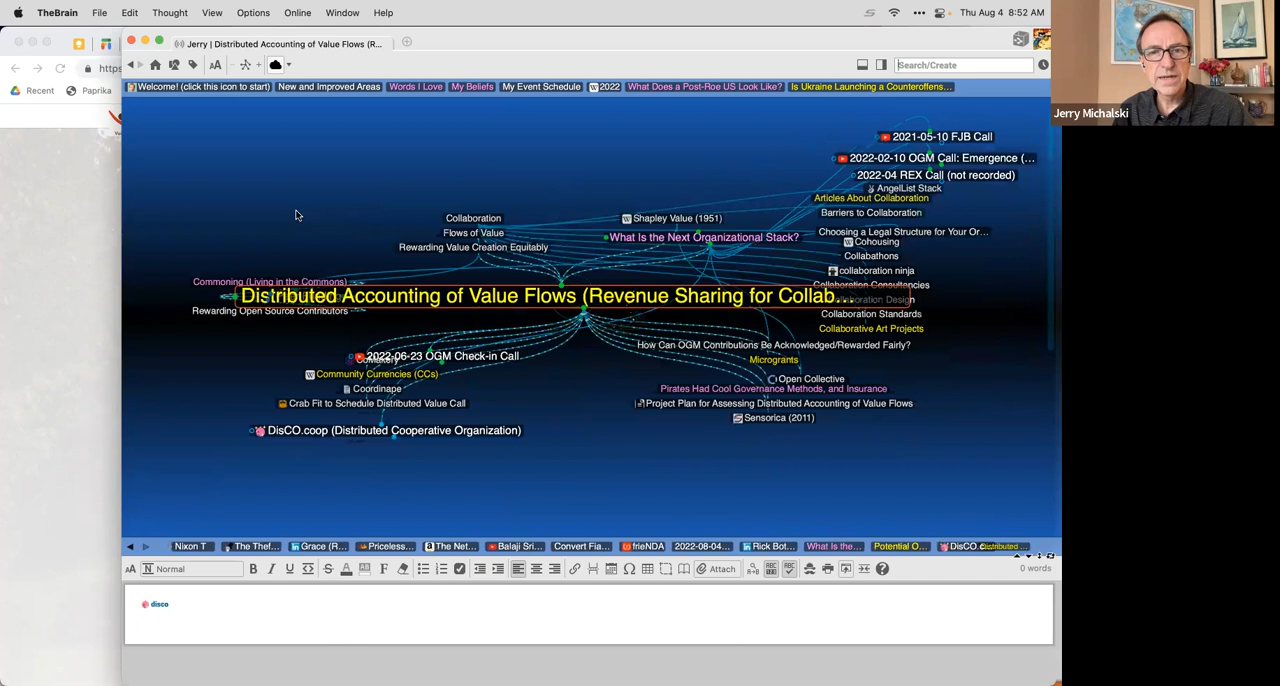 TheBrain File Edit Thought View Options Online Window Help
Thu Aug 4 8:52 AM
Jerry | Distributed Accounting of Value Flows (R...
https
Search/Create
Recent
Paprika
Welcome! (click this icon to start) New and Improved Areas Words I Love My Beliefs My Event Schedule 2022 What Does a Post-Roe US Look Like? Is Ukraine Launching a Counteroffens...
Jerry Michalski
2021-05-10 FJB Call
2022-02-10 OGM Call: Emergence (...
2022-04 REX Call (not recorded)
AngelList Stack
Articles About Collaboration
Barriers to Collaboration
Collaboration
Shapley Value (1951)
Flows of Value
What Is the Next Organizational Stack?
Choosing a Legal Structure for Your Or...
Cohousing
Rewarding Value Creation Equitably
Collabathons
collaboration ninja
Commoning (Living in the Commons)
Collaboration Consultancies
Distributed Accounting of Value Flows (Revenue Sharing for Collab...
Collaboration Design
Rewarding Open Source Contributors
Collaboration Standards
Collaborative Art Projects
How Can OGM Contributions Be Acknowledged/Rewarded Fairly?
2022-06-23 OGM Check-in Call
Microgrants
Community Currencies (CCs)
Open Collective
Coordinape
Pirates Had Cool Governance Methods, and Insurance
Crab Fit to Schedule Distributed Value Call
Project Plan for Assessing Distributed Accounting of Value Flows
Sensorica (2011)
DisCO.coop (Distributed Cooperative Organization)
Nixon T The Thef... Grace (R... Priceless... The Net... Balaji Sri... Convert Fia... frieNDA 2022-08-04... Rick Bot... What Is the... Potential O... DisCO.c Distributed ...
Normal
B I U
Attach
0 words
disco